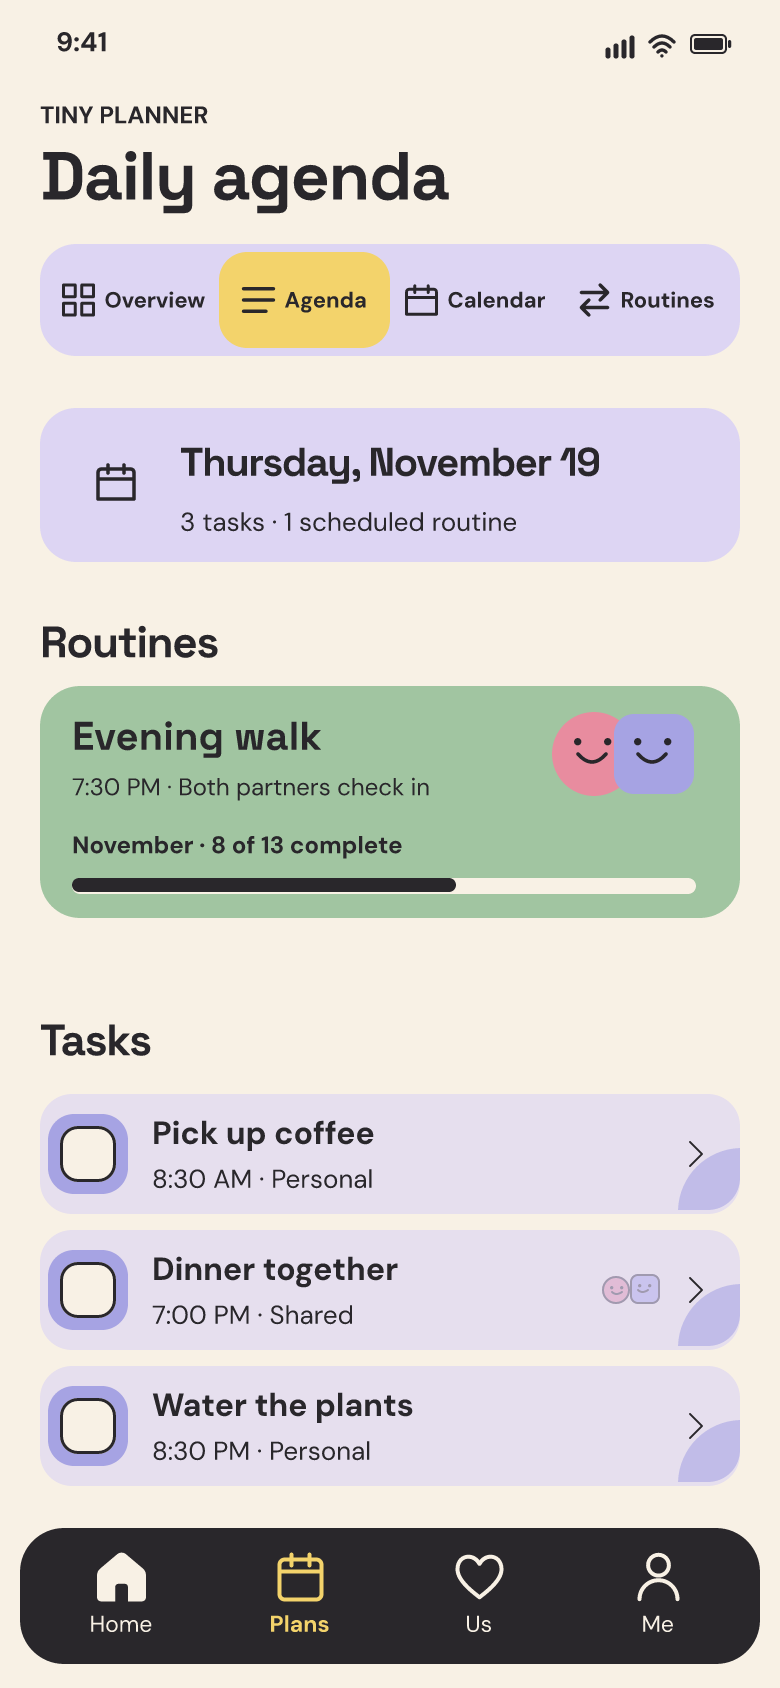 9:41
TINY PLANNER
Daily agenda
Overview
Agenda
Calendar
Routines
Thursday, November 19
3 tasks · 1 scheduled routine
Routines
Evening walk
7:30 PM · Both partners check in
November · 8 of 13 complete
Tasks
Pick up coffee
8:30 AM · Personal
Dinner together
7:00 PM · Shared
Water the plants
8:30 PM · Personal
Home
Plans
Us
Me